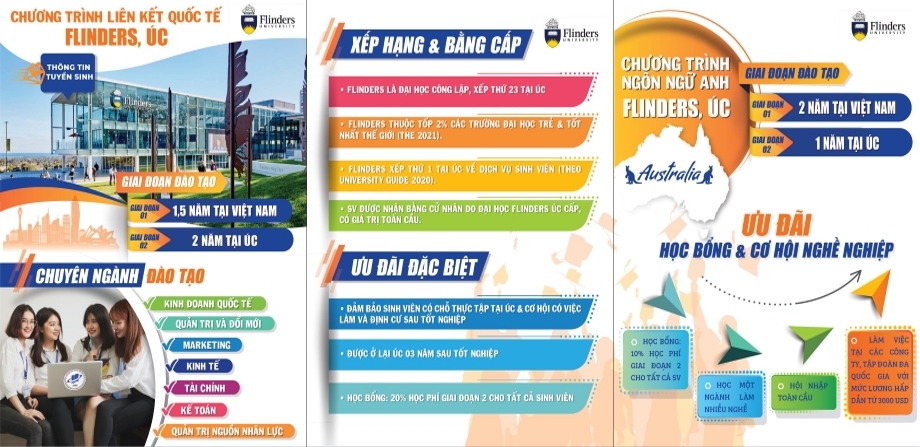 CHƯƠNG TRÌNH LIÊN KẾT QUỐC TẾ
FLINDERS, ÚC
Flinders
UNIVERSITY
THÔNG TIN
TUYỂN SINH
Flinders
GIAI ĐOẠN ĐÀO TẠO
GIAI ĐOẠN
01
1,5 NĂM TẠI VIỆT NAM
GIAI ĐOẠN
02
2 NĂM TẠI ÚC
CHUYÊN NGÀNH ĐÀO TẠO
KINH DOANH QUỐC TẾ
QUẢN TRỊ VÀ ĐỔI MỚI
MARKETING
KINH TẾ
TÀI CHÍNH
KẾ TOÁN
QUẢN TRỊ NGUỒN NHÂN LỰC
XẾP HẠNG & BẰNG CẤP
Flinders
UNIVERSITY
• FLINDERS LÀ ĐẠI HỌC CÔNG LẬP, XẾP THỨ 23 TẠI ÚC
• FLINDERS THUỘC TÓP 2% CÁC TRƯỜNG ĐẠI HỌC TRẺ & TỐT
NHẤT THẾ GIỚI (THE 2021).
• FLINDERS XẾP THỨ 1 TẠI ÚC VỀ DỊCH VỤ SINH VIÊN (THEO
UNIVERSITY GUIDE 2020).
• SV ĐƯỢC NHẬN BẰNG CỬ NHÂN DO ĐẠI HỌC FLINDERS ÚC CẤP,
CÓ GIÁ TRỊ TOÀN CẦU.
ƯU ĐÃI ĐẶC BIỆT
• ĐẢM BẢO SINH VIÊN CÓ CHỖ THỰC TẬP TẠI ÚC & CƠ HỘI CÓ VIỆC
LÀM VÀ ĐỊNH CƯ SAU TỐT NGHIỆP
• ĐƯỢC Ở LẠI ÚC 03 NĂM SAU TỐT NGHIỆP
• HỌC BỔNG: 20% HỌC PHÍ GIAI ĐOẠN 2 CHO TẤT CẢ SINH VIÊN
Flinders
UNIVERSITY
CHƯƠNG TRÌNH
NGÔN NGỮ ANH
FLINDERS, ÚC
GIAI ĐOẠN ĐÀO TẠO
GIAI ĐOẠN
01
2 NĂM TẠI VIỆT NAM
GIAI ĐOẠN
02
1 NĂM TẠI ÚC
Australia
ƯU ĐÃI
HỌC BỔNG & CƠ HỘI NGHỀ NGHIỆP
HỌC BỔNG:
10% HỌC PHÍ
GIAI ĐOẠN 2
CHO TẤT CẢ SV
HỌC MỘT
NGÀNH LÀM
NHIỀU NGHỀ
HỘI NHẬP
TOÀN CẦU
LÀM VIỆC
TẠI CÁC CÔNG
TY, TẬP ĐOÀN ĐA
QUỐC GIA VỚI
MỨC LƯƠNG HẤP
DẪN TỪ 3000 USD